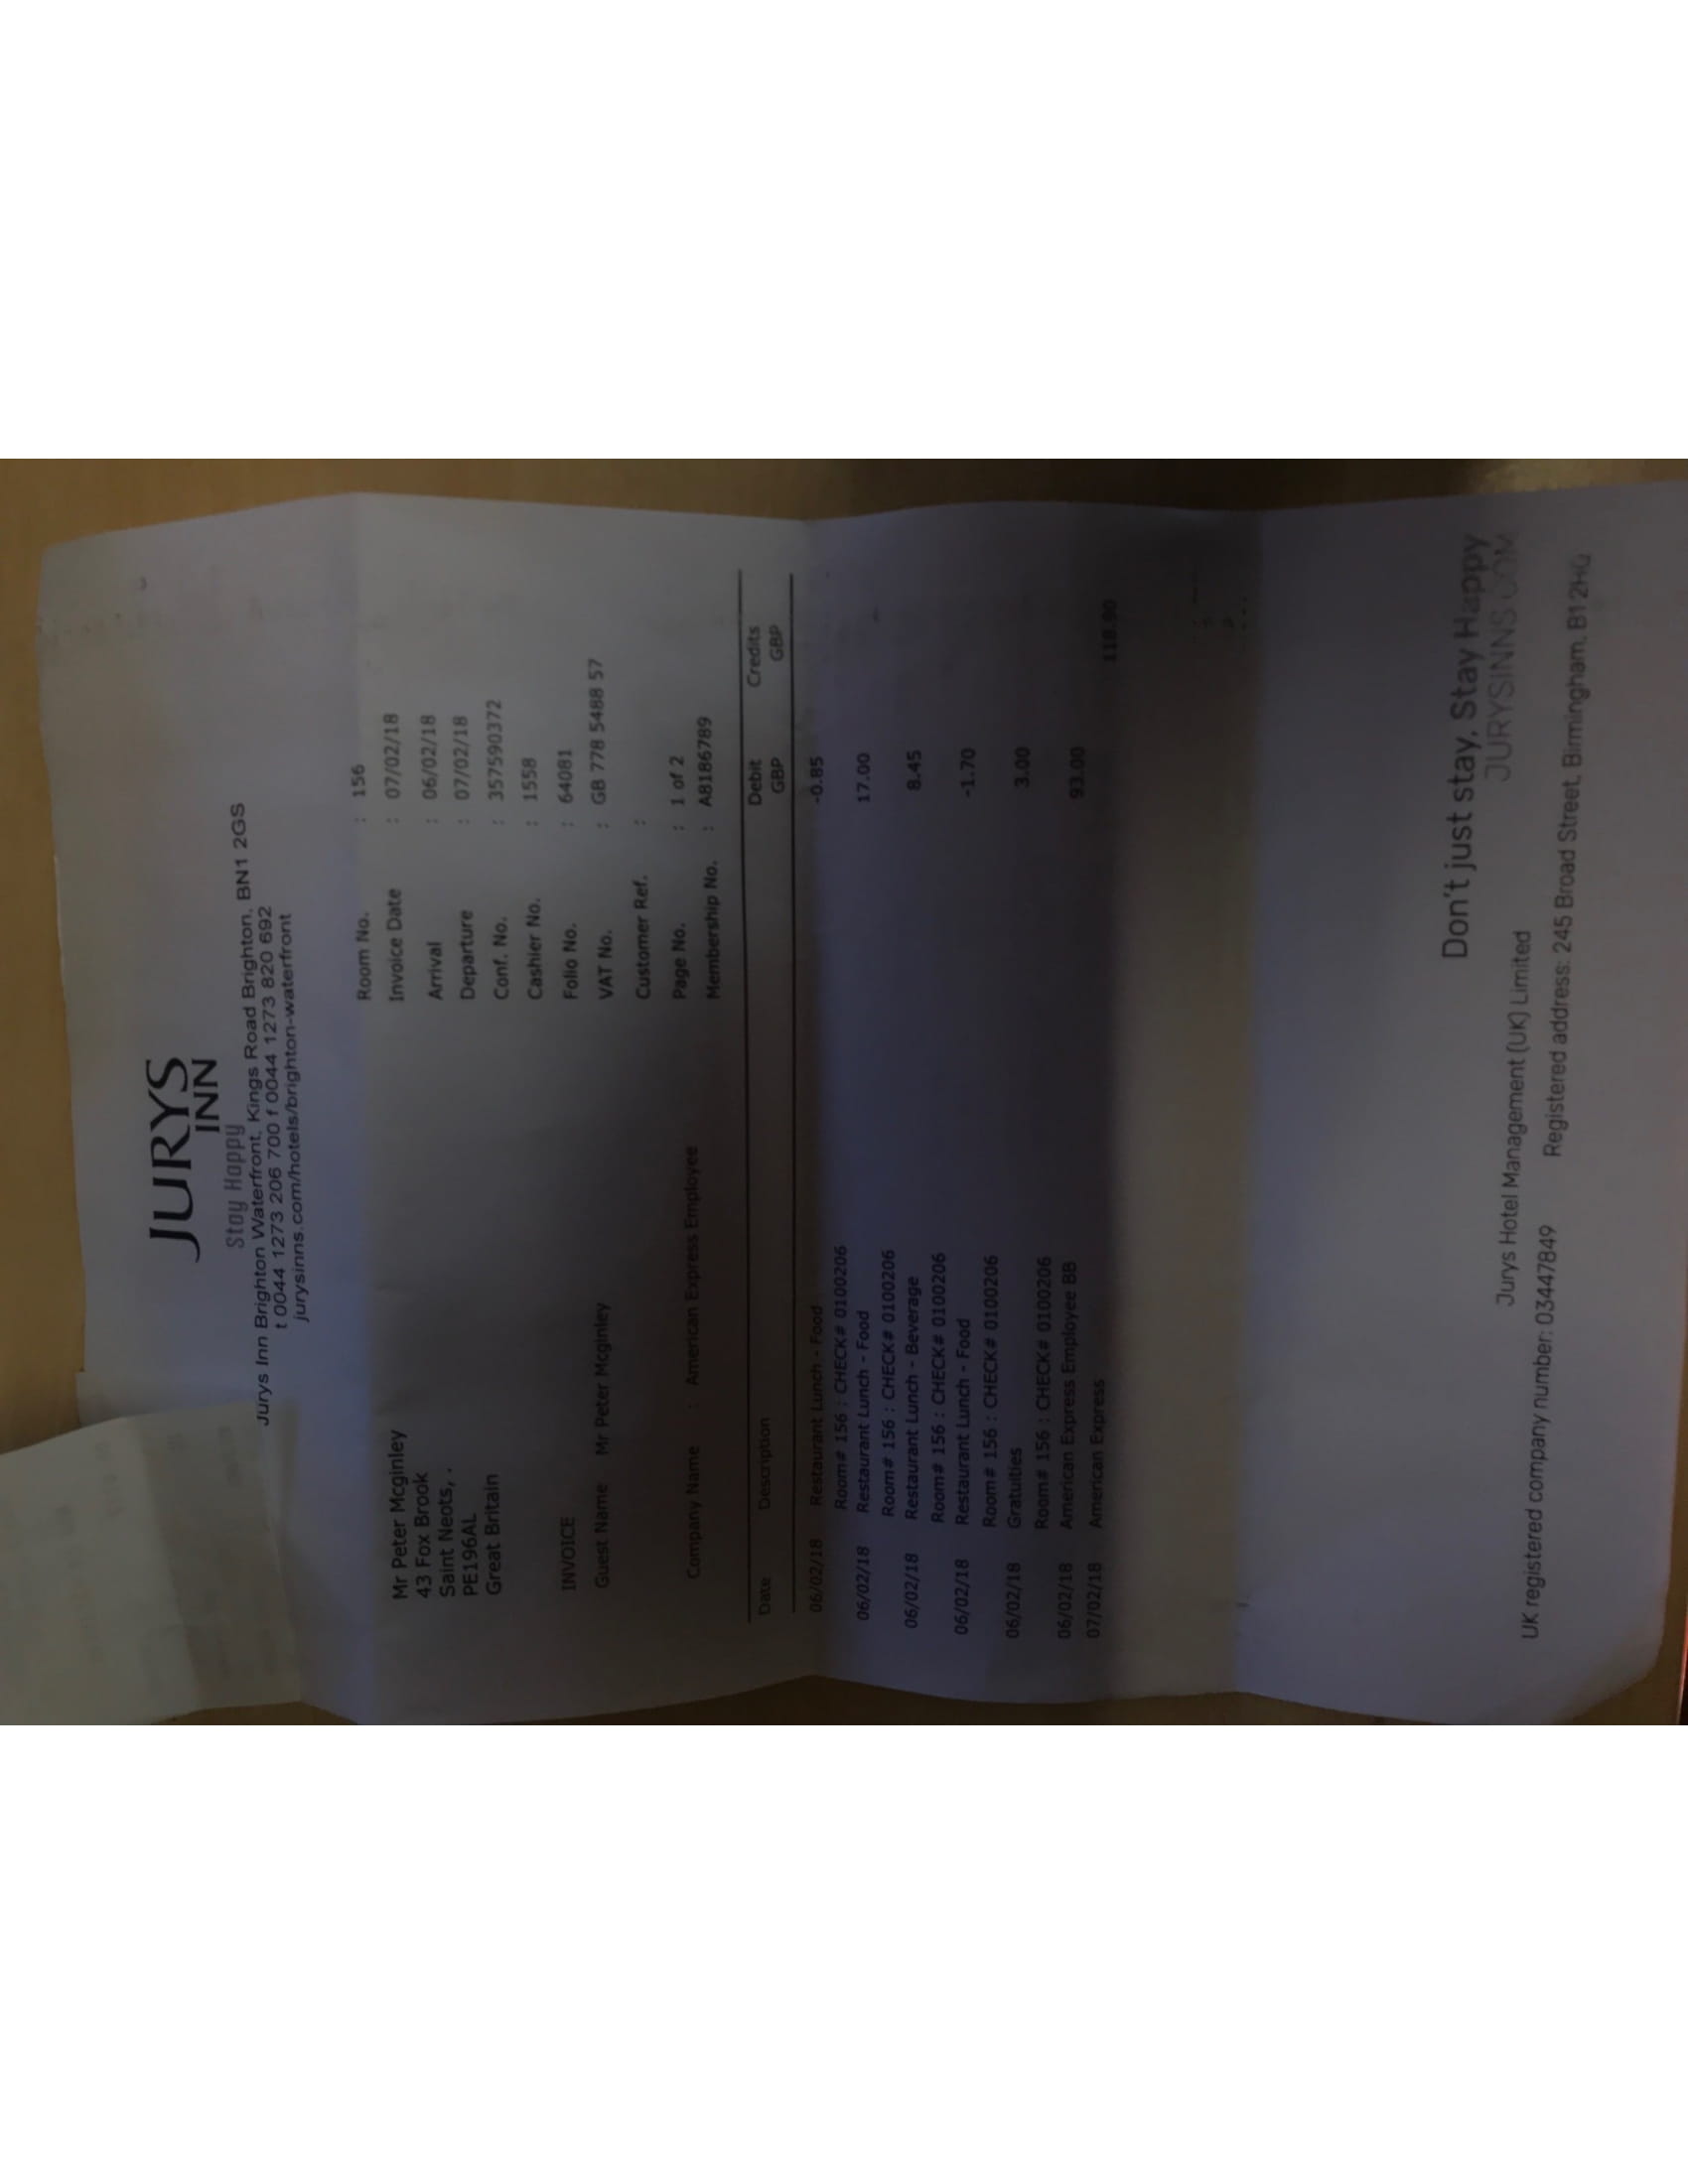 JURYS
INN
Stay Happy
Jurys Inn Brighton Waterfront, Kings Road Brighton, BN1 2GS
t 0044 1273 206 700 f 0044 1273 820 692
jurysinns.com/hotels/brighton-waterfront
Mr Peter Mcginley
43 Fox Brook
Saint Neots, .
PE196AL
Great Britain
Room No. : 156
Invoice Date : 07/02/18
Arrival : 06/02/18
Departure : 07/02/18
Conf. No. : 357590372
Cashier No. : 1558
INVOICE Folio No. : 64081
Guest Name Mr Peter Mcginley VAT No. : GB 778 5488 57
Customer Ref. :
Page No. : 1 of 2
Company Name : American Express Employee Membership No. : A8186789
Date Description Debit Credits
GBP GBP
06/02/18 Restaurant Lunch - Food -0.85
Room# 156 : CHECK# 0100206
06/02/18 Restaurant Lunch - Food 17.00
Room# 156 : CHECK# 0100206
06/02/18 Restaurant Lunch - Beverage 8.45
Room# 156 : CHECK# 0100206
06/02/18 Restaurant Lunch - Food -1.70
Room# 156 : CHECK# 0100206
06/02/18 Gratuities 3.00
Room# 156 : CHECK# 0100206
06/02/18 American Express Employee BB 93.00
07/02/18 American Express 118.90
Don't just stay. Stay Happy
JURYSINNS.COM
Jurys Hotel Management (UK) Limited
UK registered company number: 03447849 Registered address: 245 Broad Street, Birmingham, B1 2HQ